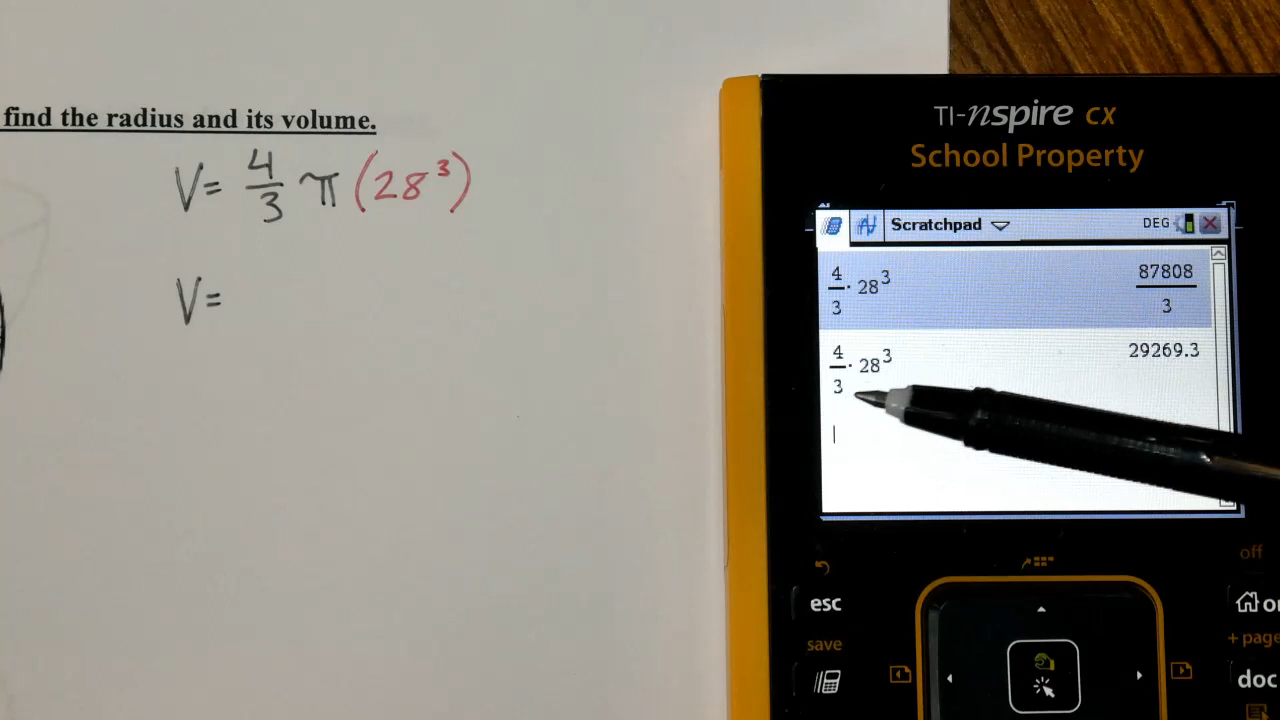 find the radius and its volume.
V= 4/3 π (28³)
V=
TI-nspire CX
School Property
Scratchpad DEG
4/3 · 28³ 87808/3
4/3 · 28³ 29269.3
off
esc
save
+ page
doc